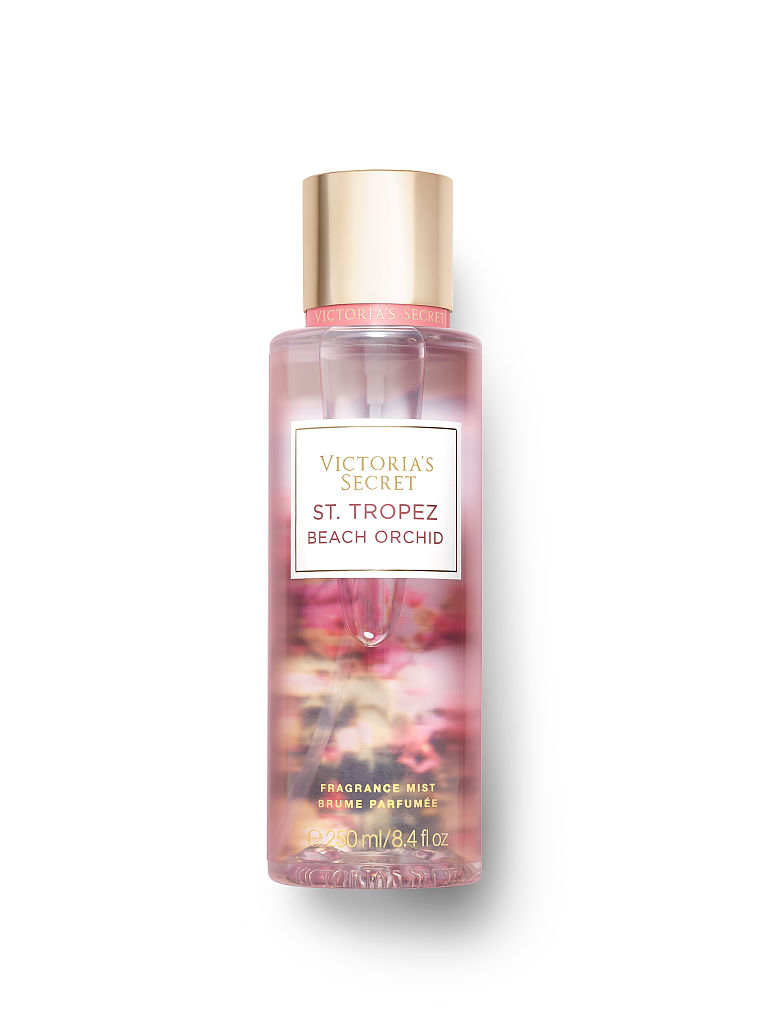 VICTORIA'S SECRET
VICTORIA'S
SECRET
ST. TROPEZ
BEACH ORCHID
FRAGRANCE MIST
BRUME PARFUMÉE
℮ 250 ml/8.4 fl oz